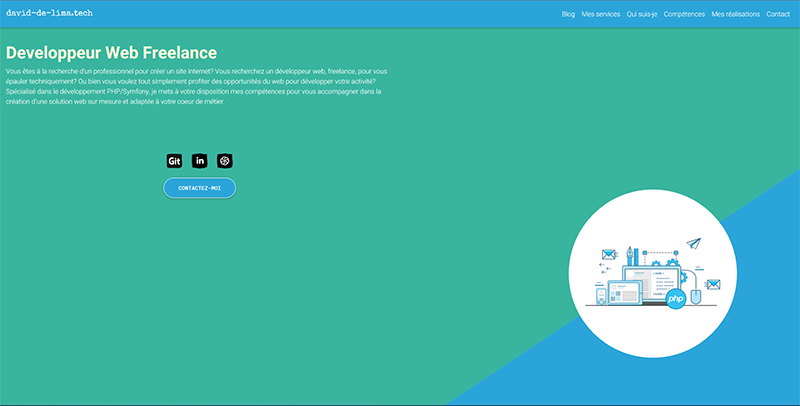 david-de-lima.tech
Blog Mes services Qui suis-je Compétences Mes réalisations Contact
Developpeur Web Freelance
Vous êtes à la recherche d'un professionnel pour créer un site internet? Vous recherchez un développeur web, freelance, pour vous
épauler techniquement? Ou bien vous voulez tout simplement profiter des opportunités du web pour développer votre activité?
Spécialisé dans le développement PHP/Symfony, je mets à votre disposition mes compétences pour vous accompagner dans la
création d'une solution web sur mesure et adaptée à votre coeur de métier.
Git in
CONTACTEZ-MOI
php